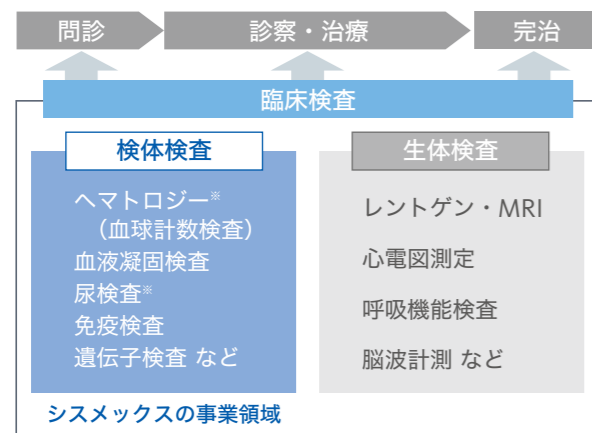 問診
診察・治療
完治
臨床検査
検体検査
ヘマトロジー※
（血球計数検査）
血液凝固検査
尿検査※
免疫検査
遺伝子検査 など
生体検査
レントゲン・MRI
心電図測定
呼吸機能検査
脳波計測 など
シスメックスの事業領域